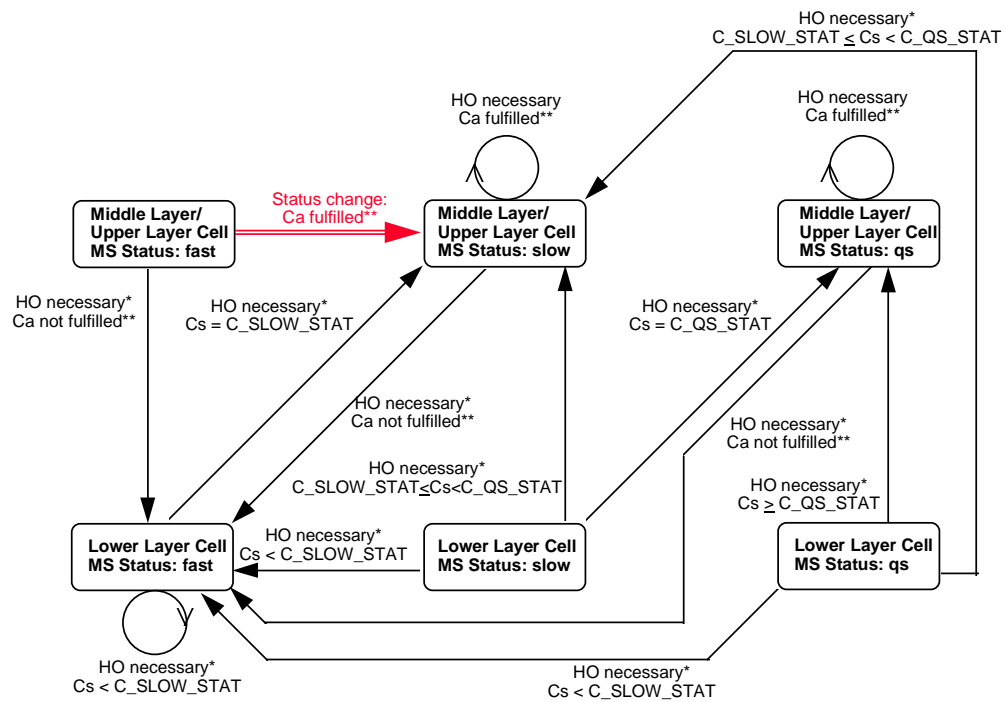 HO necessary*
C_SLOW_STAT ≤ Cs < C_QS_STAT
HO necessary
Ca fulfilled**
HO necessary
Ca fulfilled**
Status change:
Ca fulfilled**
Middle Layer/
Upper Layer Cell
MS Status: fast
Middle Layer/
Upper Layer Cell
MS Status: slow
Middle Layer/
Upper Layer Cell
MS Status: qs
HO necessary*
Ca not fulfilled**
HO necessary*
Cs = C_SLOW_STAT
HO necessary*
Cs = C_QS_STAT
HO necessary*
Ca not fulfilled**
HO necessary*
Ca not fulfilled**
HO necessary*
C_SLOW_STAT≤Cs<C_QS_STAT
HO necessary*
Cs ≥ C_QS_STAT
Lower Layer Cell
MS Status: fast
HO necessary*
Cs < C_SLOW_STAT
Lower Layer Cell
MS Status: slow
Lower Layer Cell
MS Status: qs
HO necessary*
Cs < C_SLOW_STAT
HO necessary*
Cs < C_SLOW_STAT